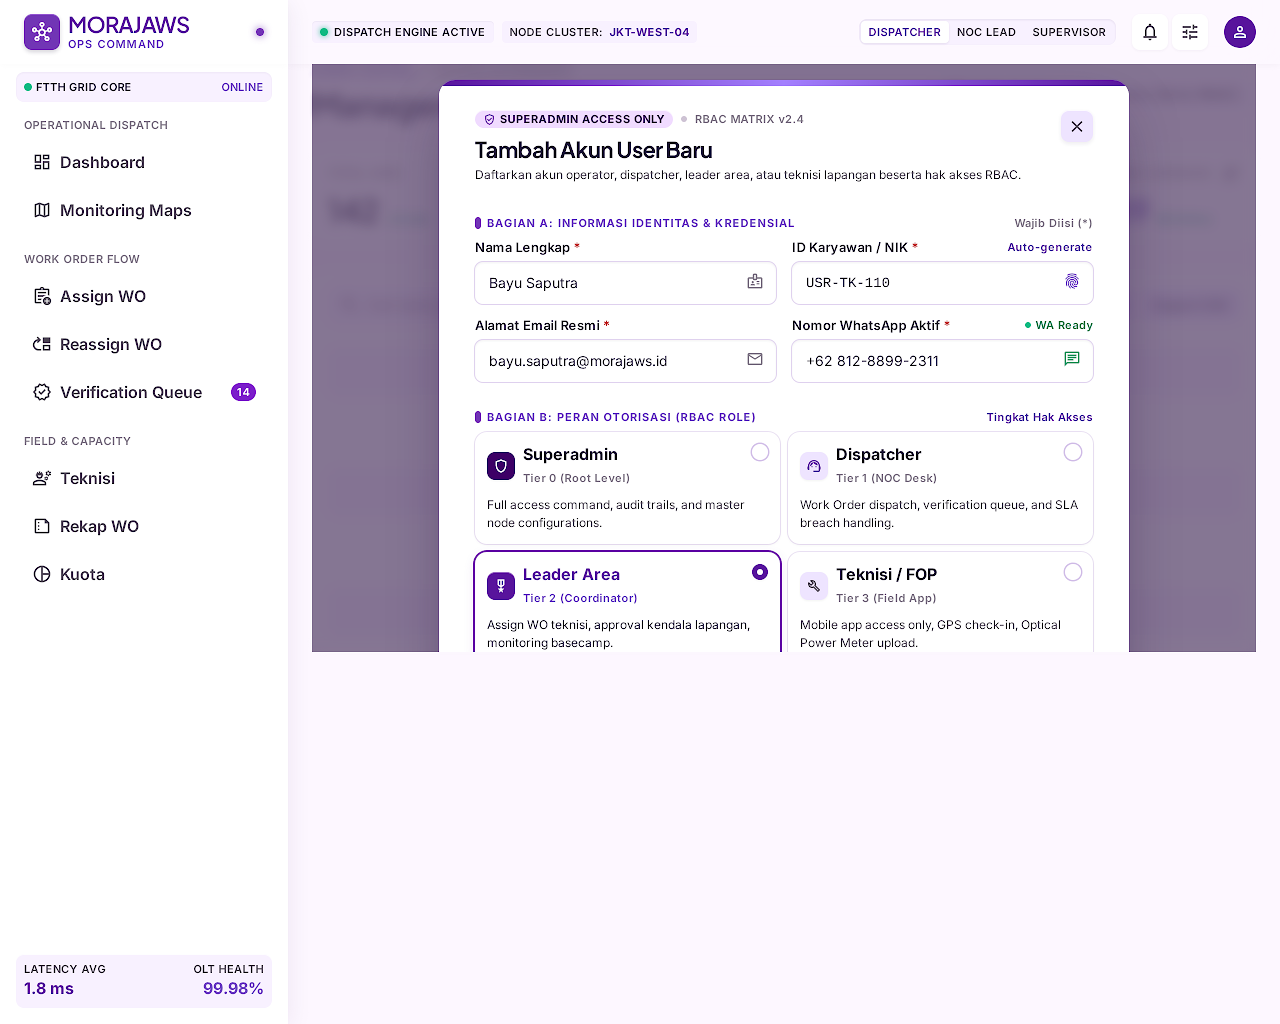 MORAJAWS
OPS COMMAND
FTTH GRID CORE ONLINE
OPERATIONAL DISPATCH
Dashboard
Monitoring Maps
WORK ORDER FLOW
Assign WO
Reassign WO
Verification Queue 14
FIELD & CAPACITY
Teknisi
Rekap WO
Kuota
LATENCY AVG OLT HEALTH
1.8 ms 99.98%
DISPATCH ENGINE ACTIVE NODE CLUSTER: JKT-WEST-04 DISPATCHER NOC LEAD SUPERVISOR
SUPERADMIN ACCESS ONLY RBAC MATRIX v2.4
Tambah Akun User Baru
Daftarkan akun operator, dispatcher, leader area, atau teknisi lapangan beserta hak akses RBAC.
BAGIAN A: INFORMASI IDENTITAS & KREDENSIAL Wajib Diisi (*)
Nama Lengkap * ID Karyawan / NIK * Auto-generate
Bayu Saputra USR-TK-110
Alamat Email Resmi * Nomor WhatsApp Aktif * WA Ready
bayu.saputra@morajaws.id +62 812-8899-2311
BAGIAN B: PERAN OTORISASI (RBAC ROLE) Tingkat Hak Akses
Superadmin
Tier 0 (Root Level)
Full access command, audit trails, and master
node configurations.
Dispatcher
Tier 1 (NOC Desk)
Work Order dispatch, verification queue, and SLA
breach handling.
Leader Area
Tier 2 (Coordinator)
Assign WO teknisi, approval kendala lapangan,
monitoring basecamp.
Teknisi / FOP
Tier 3 (Field App)
Mobile app access only, GPS check-in, Optical
Power Meter upload.